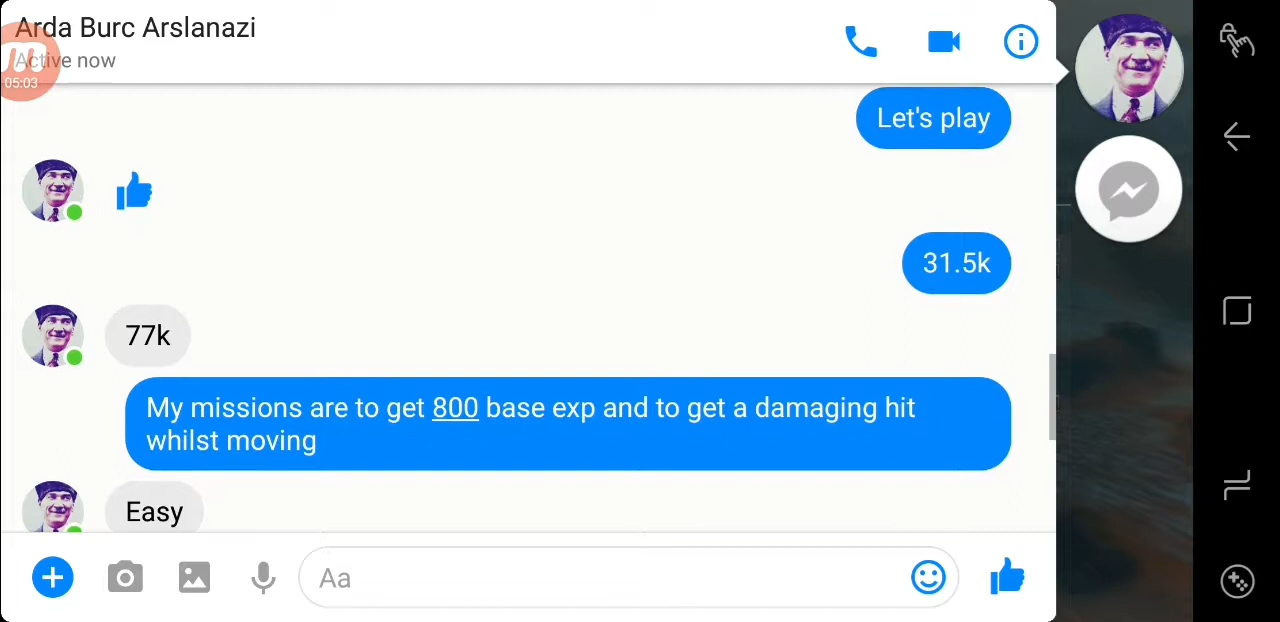 Arda Burc Arslanazi
Active now
05:03
Let's play
31.5k
77k
My missions are to get 800 base exp and to get a damaging hit
whilst moving
Easy
Aa